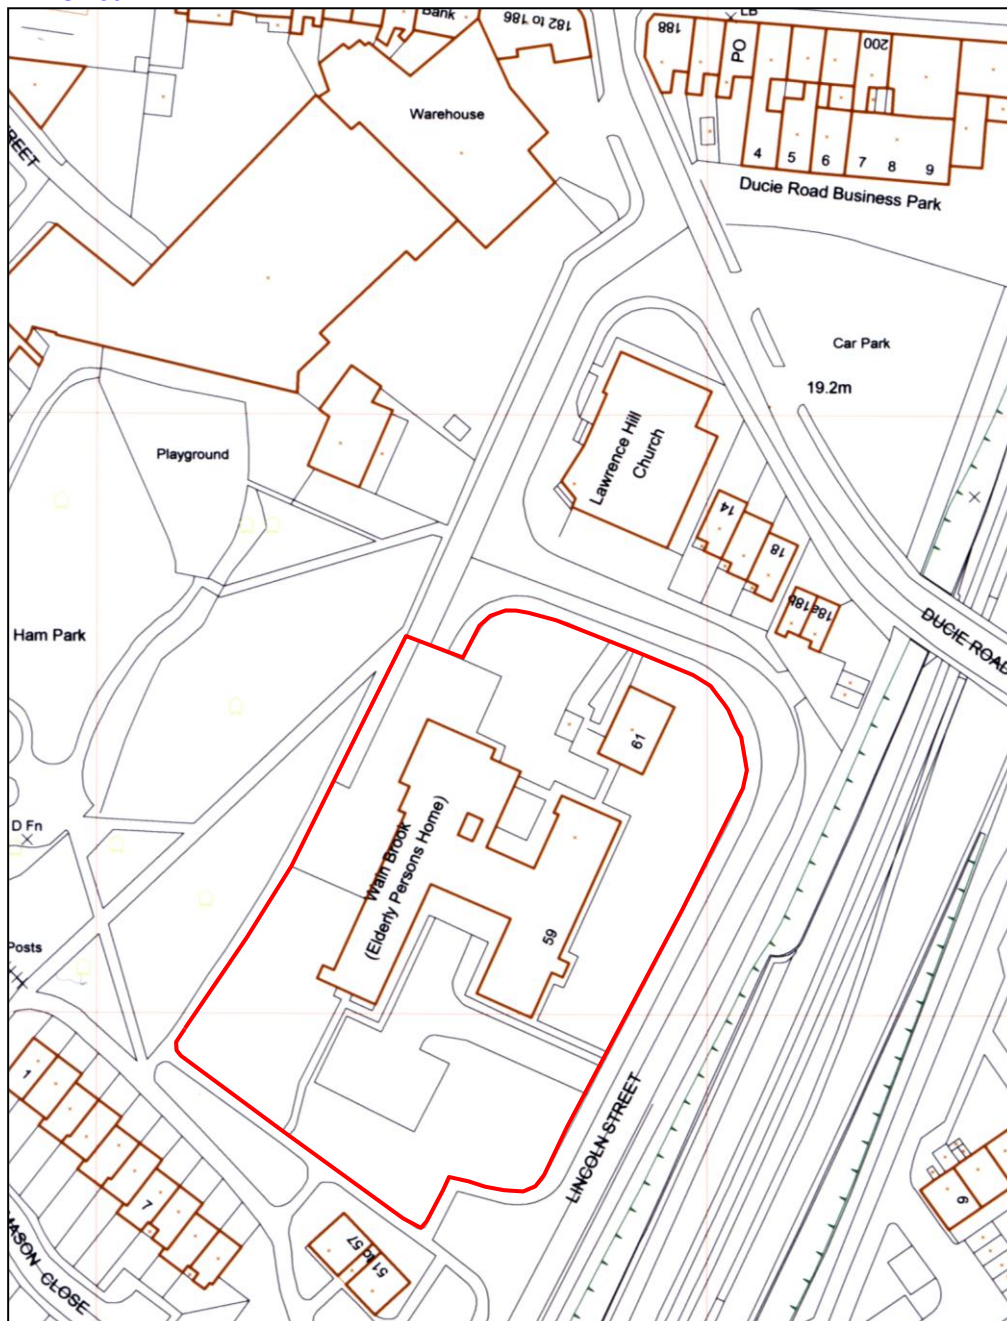 Bank
182 to 186
LB
188
PO
200
Warehouse
4
5
6
7
8
9
Ducie Road Business Park
Car Park
19.2m
Lawrence Hill
Church
Playground
14
18
18a
18b
DUCIE ROAD
Ham Park
61
Wain Brook
(Elderly Persons Home)
59
D Fn
Posts
1
7
LINCOLN STREET
51 to 57
MASON CLOSE
6